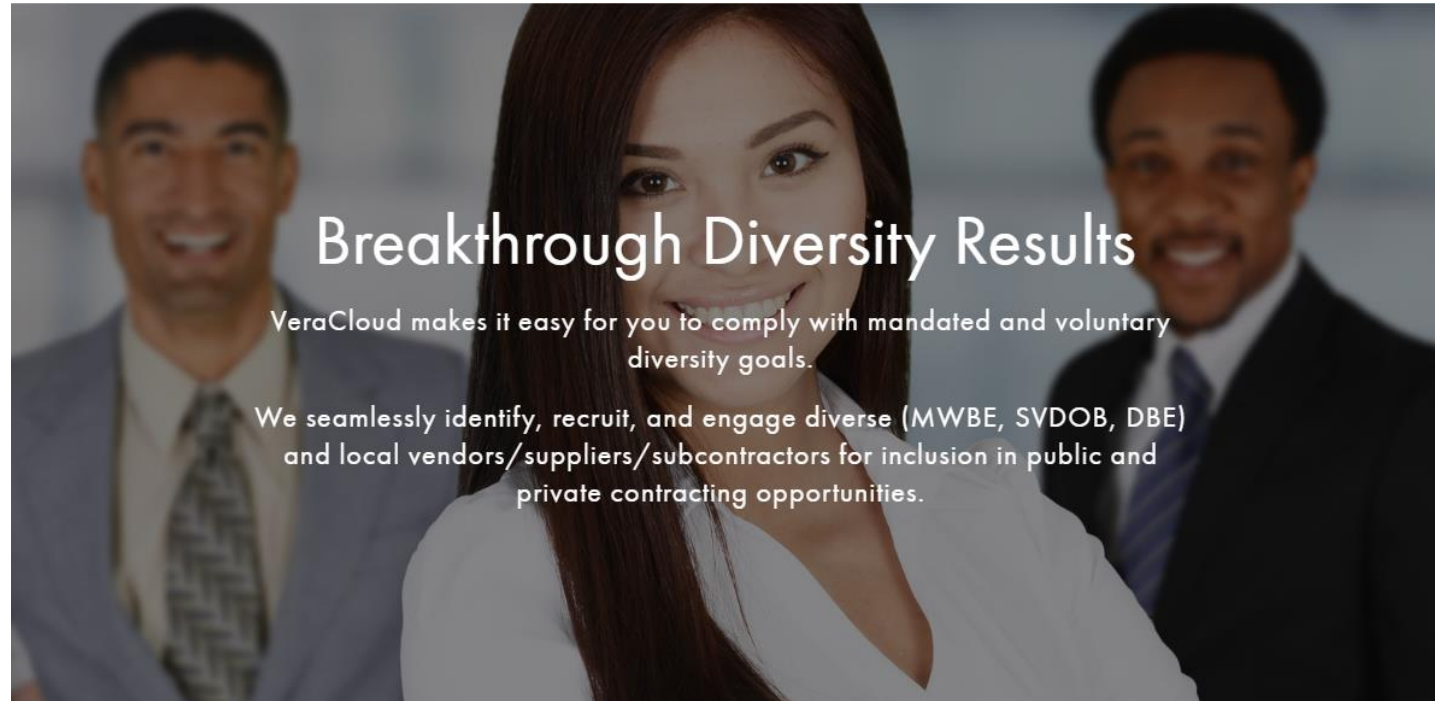 Breakthrough Diversity Results
VeraCloud makes it easy for you to comply with mandated and voluntary
diversity goals.
We seamlessly identify, recruit, and engage diverse (MWBE, SVDOB, DBE)
and local vendors/suppliers/subcontractors for inclusion in public and
private contracting opportunities.